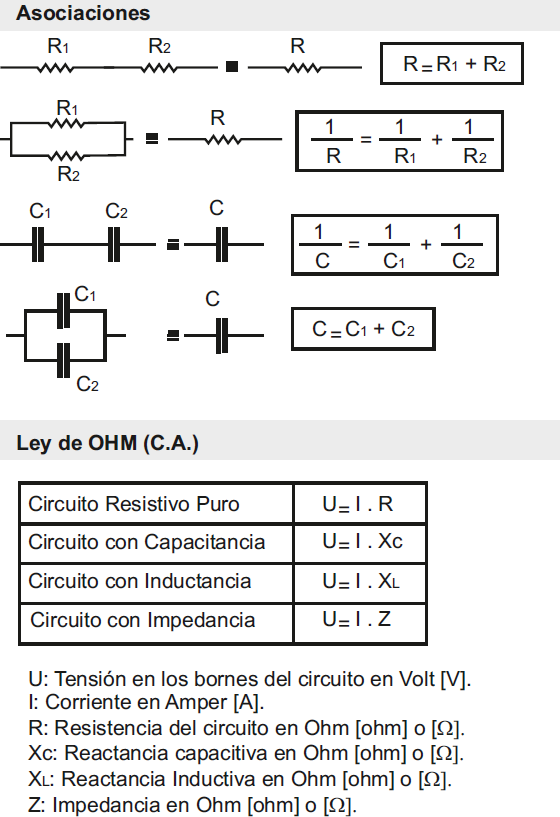 Asociaciones
R1 R2 R
R = R1 + R2
R1
R2
R
1/R = 1/R1 + 1/R2
C1 C2 C
1/C = 1/C1 + 1/C2
C1
C2
C
C = C1 + C2
Ley de OHM (C.A.)
Circuito Resistivo Puro U = I . R
Circuito con Capacitancia U = I . Xc
Circuito con Inductancia U = I . XL
Circuito con Impedancia U = I . Z
U: Tensión en los bornes del circuito en Volt [V].
I: Corriente en Amper [A].
R: Resistencia del circuito en Ohm [ohm] o [Ω].
Xc: Reactancia capacitiva en Ohm [ohm] o [Ω].
XL: Reactancia Inductiva en Ohm [ohm] o [Ω].
Z: Impedancia en Ohm [ohm] o [Ω].